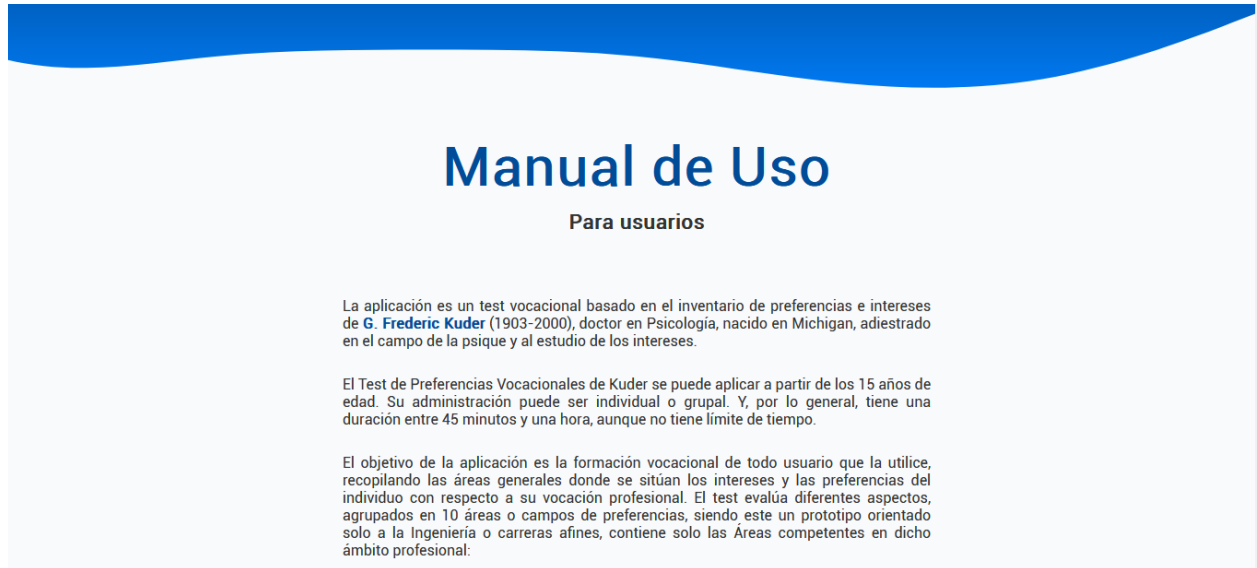 Manual de Uso
Para usuarios
La aplicación es un test vocacional basado en el inventario de preferencias e intereses
de G. Frederic Kuder (1903-2000), doctor en Psicología, nacido en Michigan, adiestrado
en el campo de la psique y al estudio de los intereses.
El Test de Preferencias Vocacionales de Kuder se puede aplicar a partir de los 15 años de
edad. Su administración puede ser individual o grupal. Y, por lo general, tiene una
duración entre 45 minutos y una hora, aunque no tiene límite de tiempo.
El objetivo de la aplicación es la formación vocacional de todo usuario que la utilice,
recopilando las áreas generales donde se sitúan los intereses y las preferencias del
individuo con respecto a su vocación profesional. El test evalúa diferentes aspectos,
agrupados en 10 áreas o campos de preferencias, siendo este un prototipo orientado
solo a la Ingeniería o carreras afines, contiene solo las Áreas competentes en dicho
ámbito profesional: